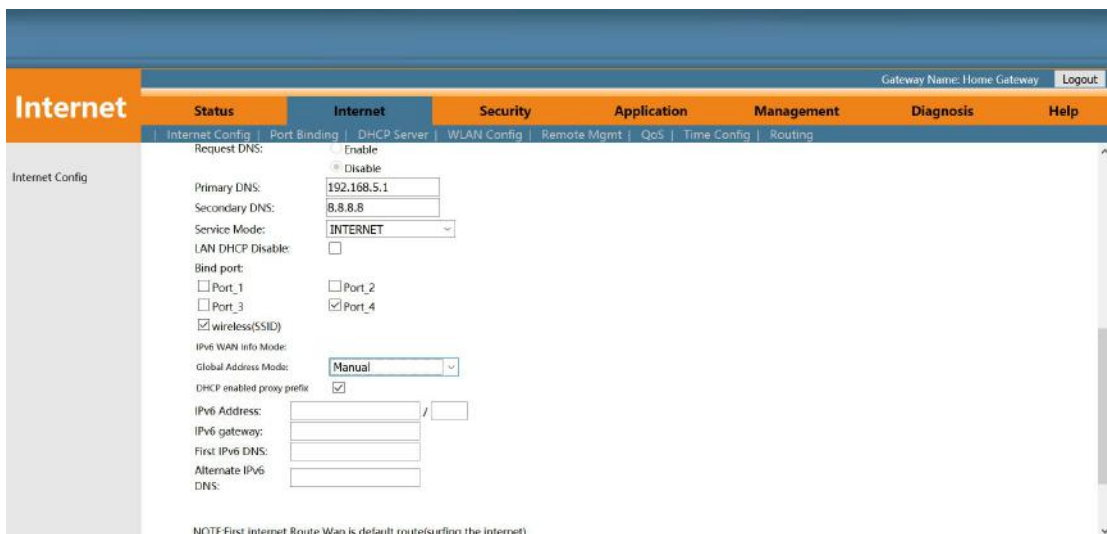 Gateway Name: Home Gateway Logout
Internet
Status Internet Security Application Management Diagnosis Help
| Internet Config | Port Binding | DHCP Server | WLAN Config | Remote Mgmt | QoS | Time Config | Routing
Internet Config
Request DNS: Enable
Disable
Primary DNS: 192.168.5.1
Secondary DNS: 8.8.8.8
Service Mode: INTERNET
LAN DHCP Disable:
Bind port:
Port_1 Port_2
Port_3 Port_4
wireless(SSID)
IPv6 WAN Info Mode:
Global Address Mode: Manual
DHCP enabled proxy prefix
IPv6 Address: /
IPv6 gateway:
First IPv6 DNS:
Alternate IPv6
DNS:
NOTE:First internet Route Wan is default route(surfing the internet)